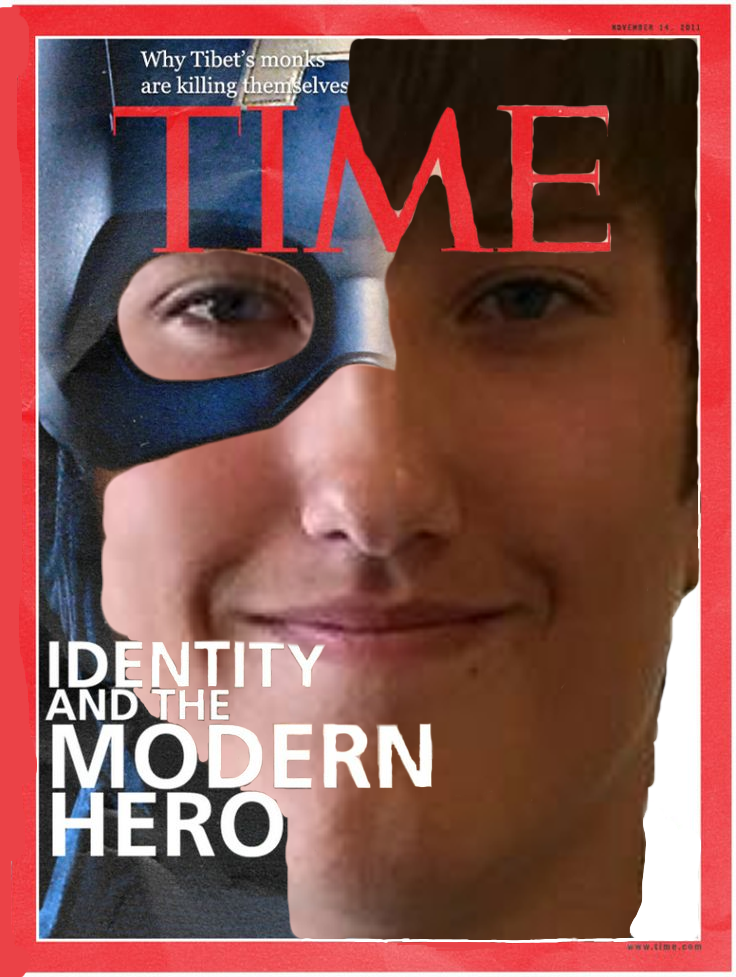 NOVEMBER 14, 2011
Why Tibet's monks
are killing themselves
TIME
IDENTITY
AND THE
MODERN
HERO
www.time.com